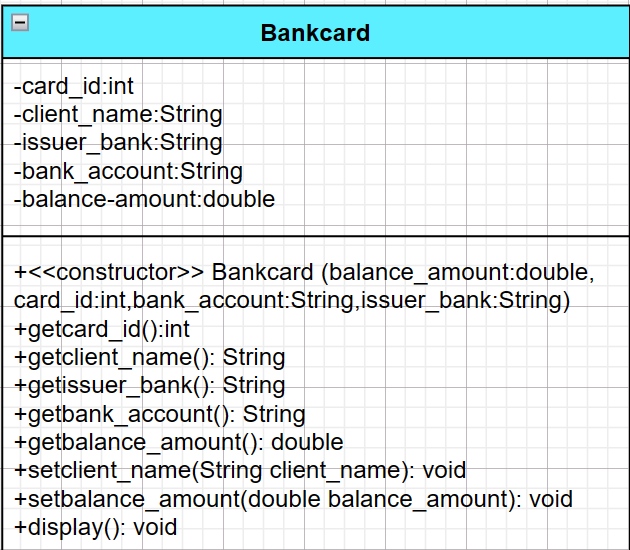 Bankcard
-card_id:int
-client_name:String
-issuer_bank:String
-bank_account:String
-balance-amount:double
+<<constructor>> Bankcard (balance_amount:double,
card_id:int,bank_account:String,issuer_bank:String)
+getcard_id():int
+getclient_name(): String
+getissuer_bank(): String
+getbank_account(): String
+getbalance_amount(): double
+setclient_name(String client_name): void
+setbalance_amount(double balance_amount): void
+display(): void